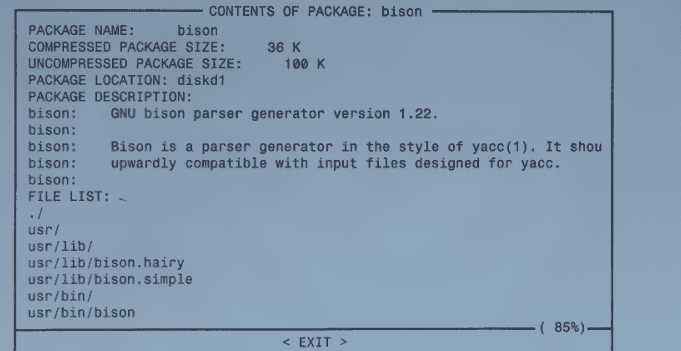 CONTENTS OF PACKAGE: bison
PACKAGE NAME:     bison
COMPRESSED PACKAGE SIZE:     36 K
UNCOMPRESSED PACKAGE SIZE:     100 K
PACKAGE LOCATION: diskd1
PACKAGE DESCRIPTION:
bison:    GNU bison parser generator version 1.22.
bison:
bison:    Bison is a parser generator in the style of yacc(1). It shou
bison:    upwardly compatible with input files designed for yacc.
bison:
FILE LIST:
./
usr/
usr/lib/
usr/lib/bison.hairy
usr/lib/bison.simple
usr/bin/
usr/bin/bison
( 85%)
< EXIT >